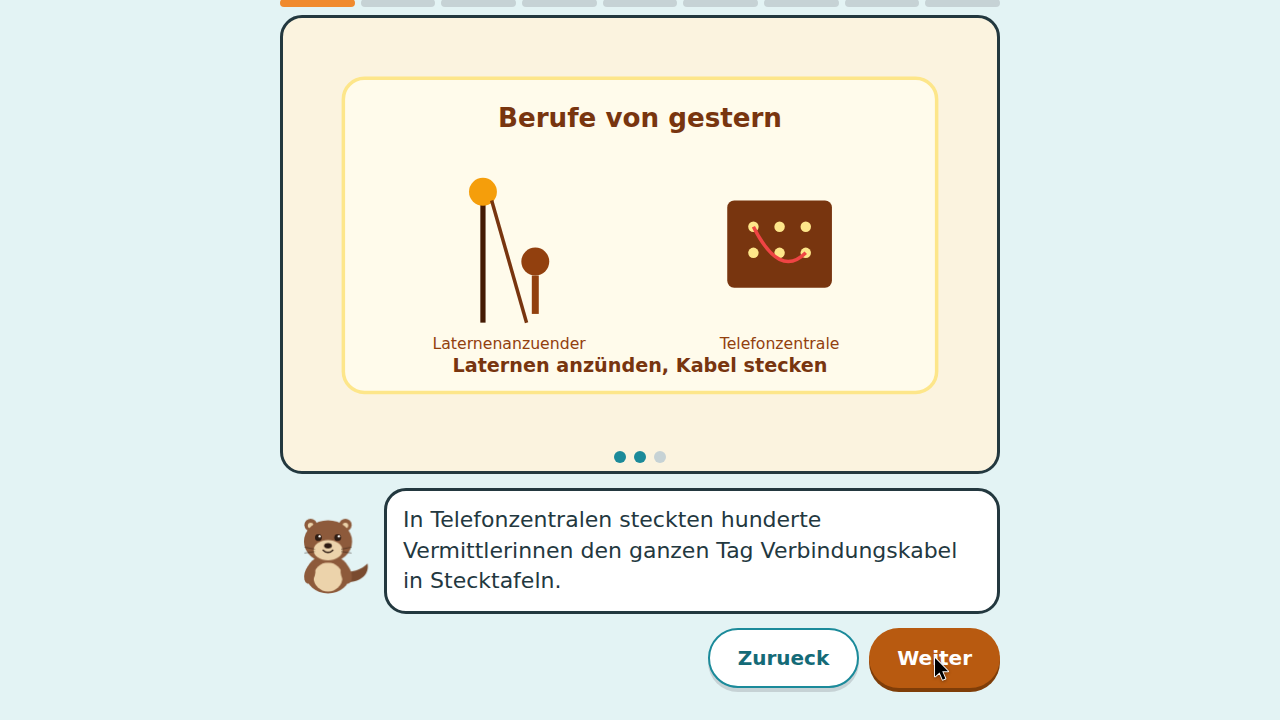 Berufe von gestern
Laternenanzuender
Telefonzentrale
Laternen anzünden, Kabel stecken
In Telefonzentralen steckten hunderte
Vermittlerinnen den ganzen Tag Verbindungskabel
in Stecktafeln.
Zurueck
Weiter